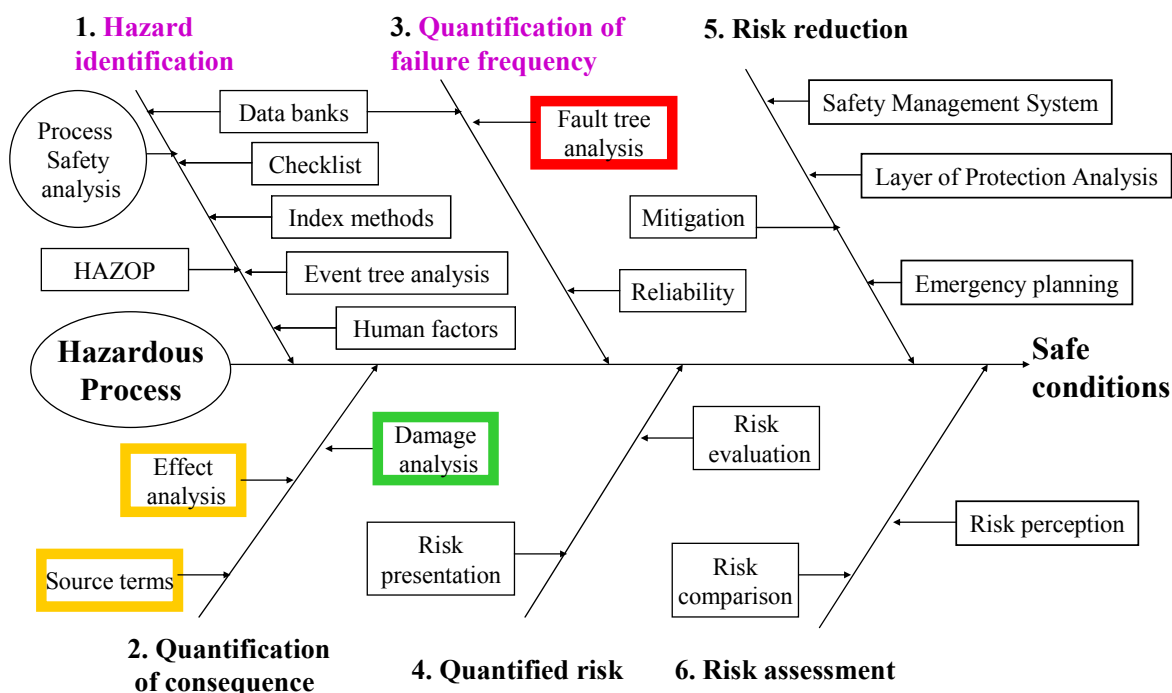 1. Hazard
identification
3. Quantification of
failure frequency
5. Risk reduction
Data banks
Fault tree
analysis
Safety Management System
Process
Safety
analysis
Checklist
Layer of Protection Analysis
Index methods
Mitigation
HAZOP
Event tree analysis
Reliability
Emergency planning
Human factors
Hazardous
Process
Safe
conditions
Effect
analysis
Damage
analysis
Risk
evaluation
Source terms
Risk
presentation
Risk
comparison
Risk perception
2. Quantification
of consequence
4. Quantified risk
6. Risk assessment